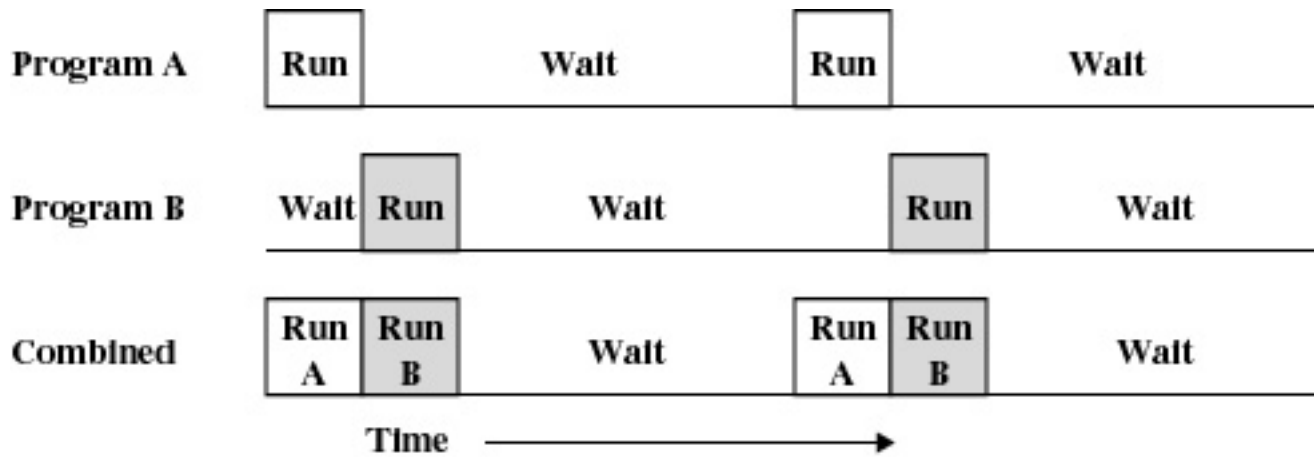 Program A Run Wait Run Wait
Program B Wait Run Wait Run Wait
Combined Run A Run B Wait Run A Run B Wait
Time